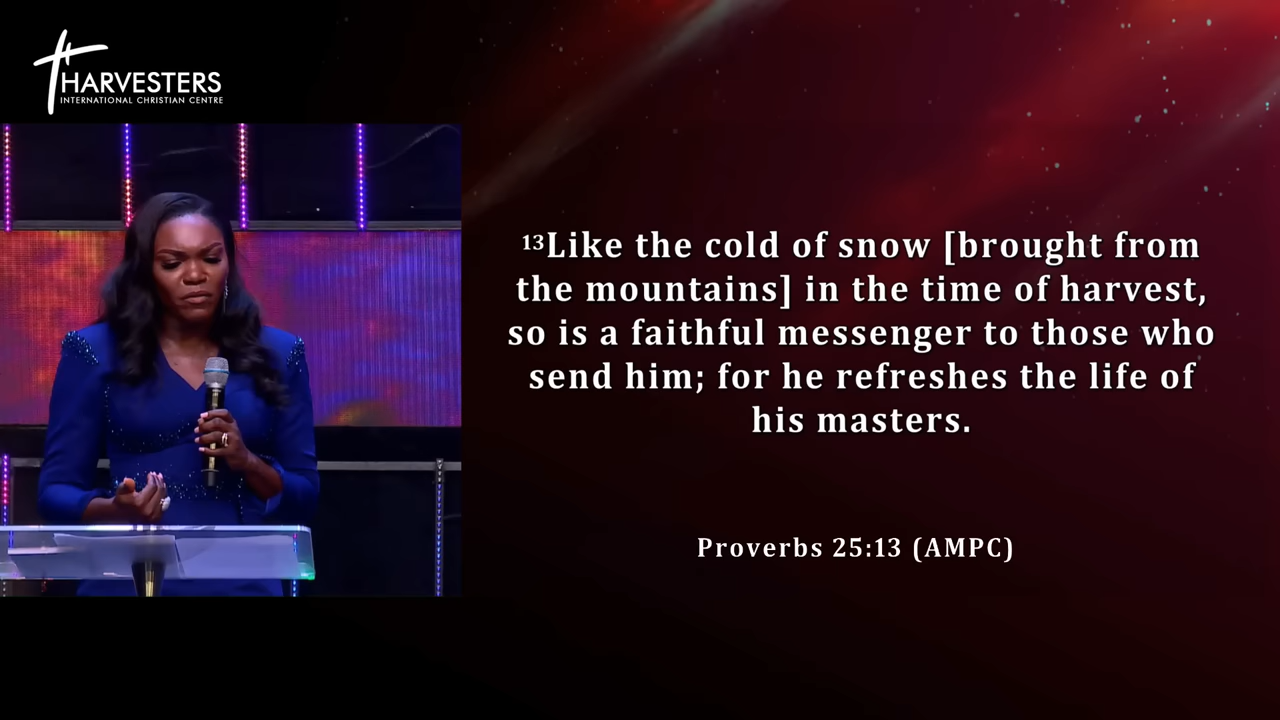 HARVESTERS
INTERNATIONAL CHRISTIAN CENTRE
¹³Like the cold of snow [brought from
the mountains] in the time of harvest,
so is a faithful messenger to those who
send him; for he refreshes the life of
his masters.
Proverbs 25:13 (AMPC)